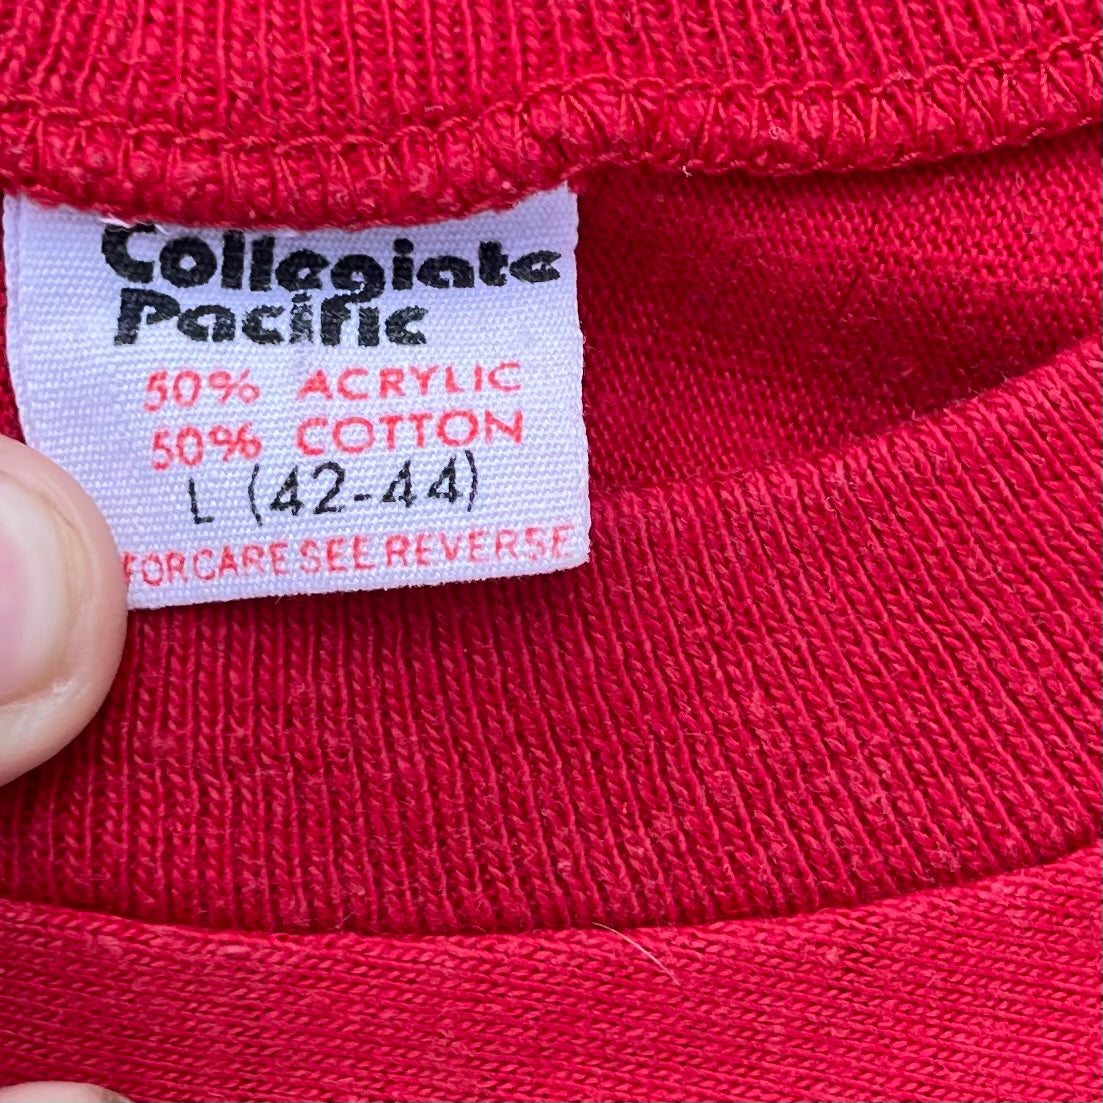 Collegiate
Pacific
50% ACRYLIC
50% COTTON
L (42-44)
FOR CARE SEE REVERSE